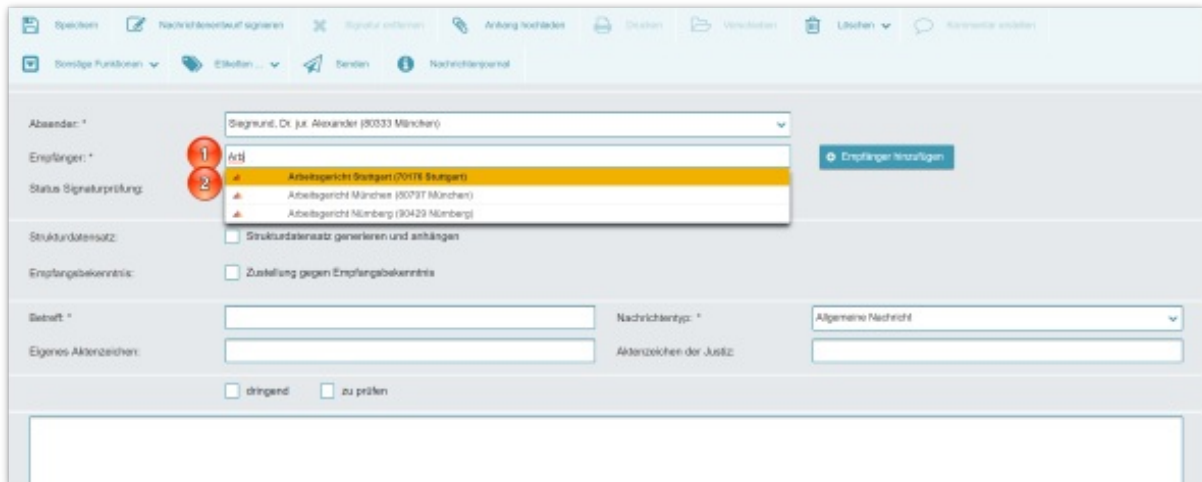 Speichern Nachrichtenentwurf signieren Signatur entfernen Anhang hochladen Drucken Verschieben Löschen Kommentar erstellen
Sonstige Funktionen Etiketten ... Senden Nachrichtenjournal
Absender: * Siegmund, Dr. jur. Alexander (80333 München)
Empfänger: * 1 Arb Empfänger hinzufügen
2 Arbeitsgericht Stuttgart (70178 Stuttgart)
Status Signaturprüfung: Arbeitsgericht München (80797 München)
Arbeitsgericht Nürnberg (90429 Nürnberg)
Strukturdatensatz: Strukturdatensatz generieren und anhängen
Empfangsbekenntnis: Zustellung gegen Empfangsbekenntnis
Betreff: * Nachrichtentyp: * Allgemeine Nachricht
Eigenes Aktenzeichen: Aktenzeichen der Justiz:
dringend zu prüfen